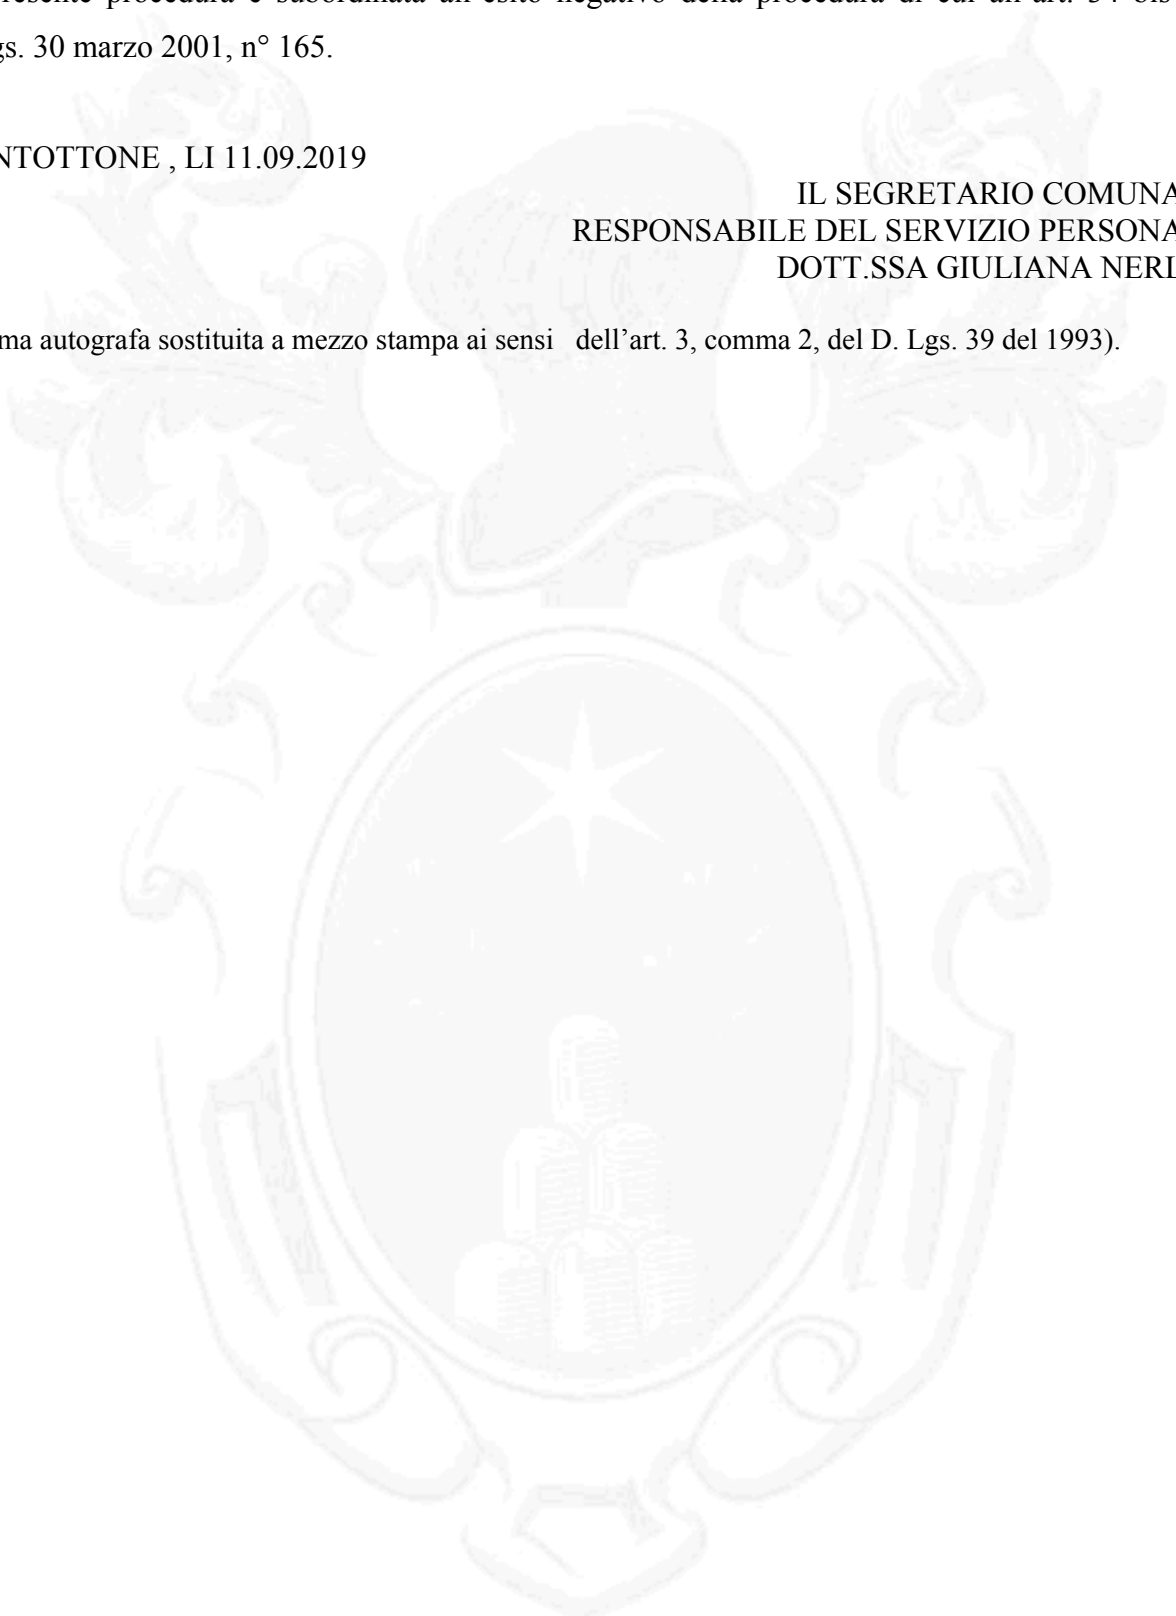 resente procedura è subordinata all'esito negativo della procedura di cui all'art. 34 bis
gs. 30 marzo 2001, n° 165.
NTOTTONE , LI 11.09.2019
IL SEGRETARIO COMUNA
RESPONSABILE DEL SERVIZIO PERSONA
DOTT.SSA GIULIANA NERL
ma autografa sostituita a mezzo stampa ai sensi dell’art. 3, comma 2, del D. Lgs. 39 del 1993).